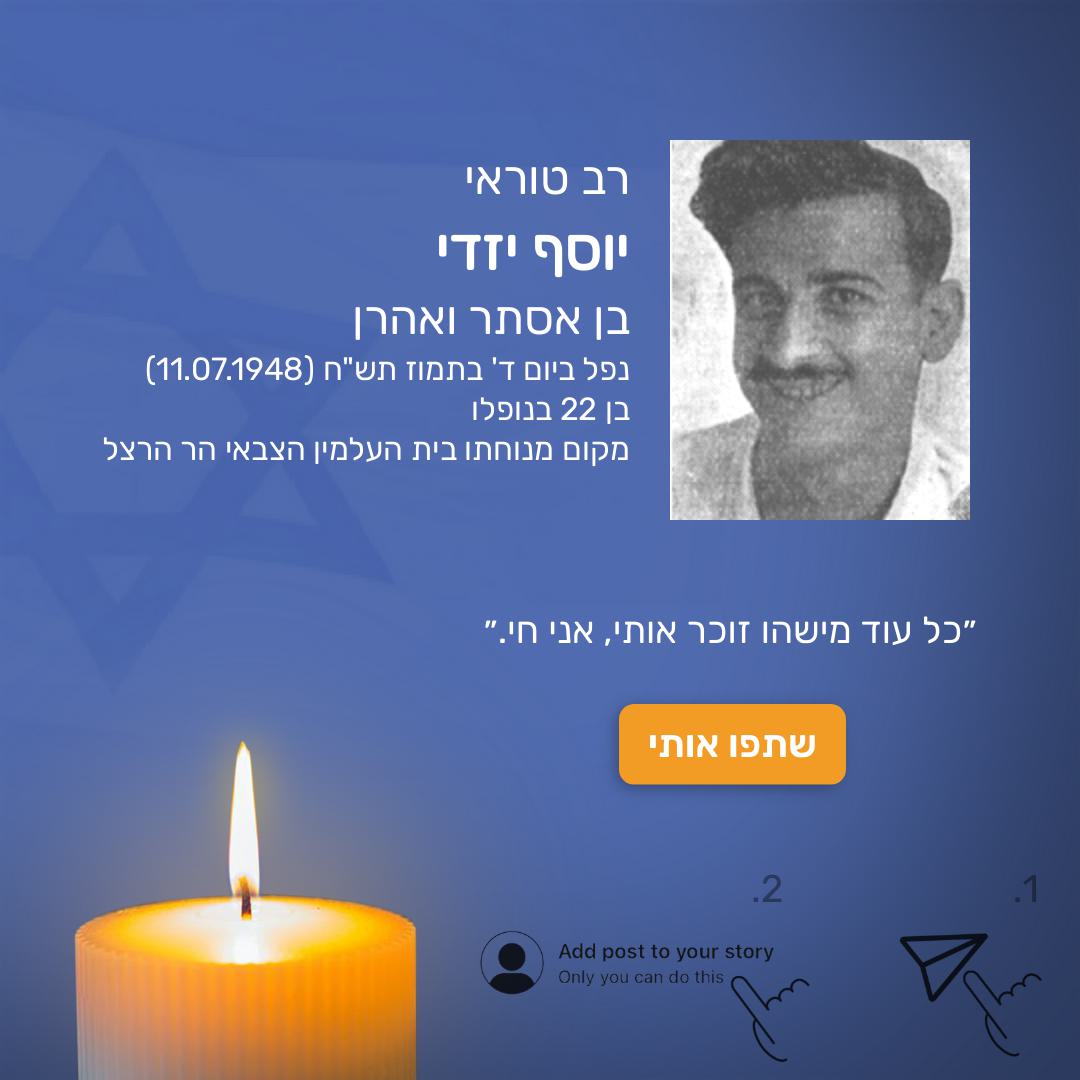 רב טוראי
יוסף יזדי
בן אסתר ואהרן
נפל ביום ד' בתמוז תש"ח (11.07.1948)
בן 22 בנופלו
מקום מנוחתו בית העלמין הצבאי הר הרצל
״כל עוד מישהו זוכר אותי, אני חי.״
שתפו אותי
1.
2.
Add post to your story
Only you can do this